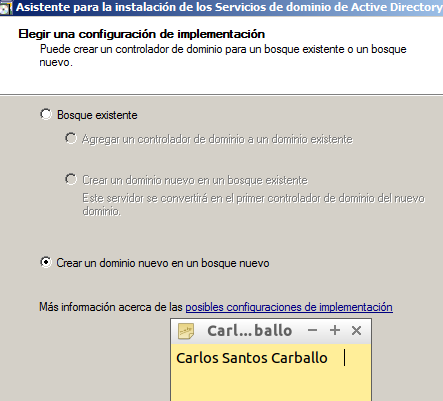 Asistente para la instalación de los Servicios de dominio de Active Directory
Elegir una configuración de implementación
Puede crear un controlador de dominio para un bosque existente o un bosque
nuevo.
Bosque existente
Agregar un controlador de dominio a un dominio existente
Crear un dominio nuevo en un bosque existente
Este servidor se convertirá en el primer controlador de dominio del nuevo
dominio.
Crear un dominio nuevo en un bosque nuevo
Más información acerca de las posibles configuraciones de implementación
Carl...ballo
Carlos Santos Carballo